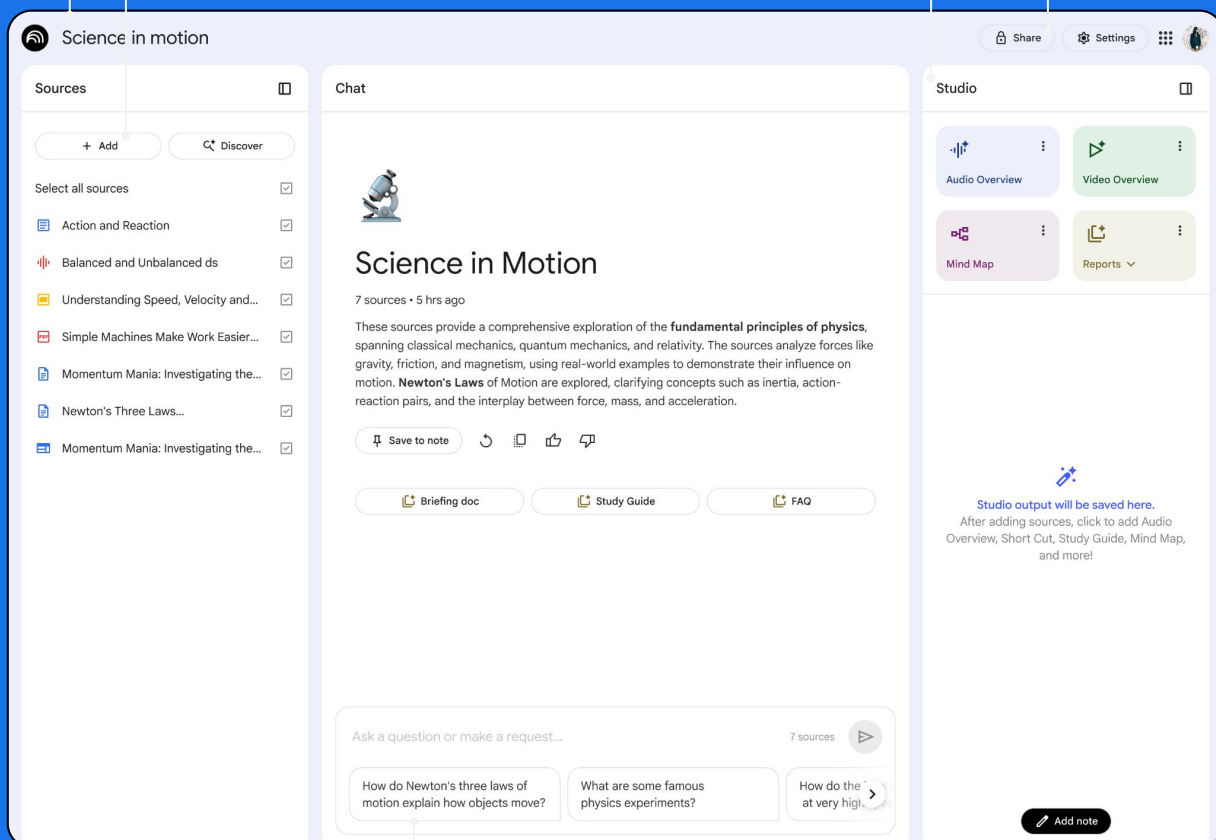 Science in motion
Share
Settings
Sources
+ Add
Discover
Select all sources
Action and Reaction
Balanced and Unbalanced ds
Understanding Speed, Velocity and...
PDF
Simple Machines Make Work Easier...
Momentum Mania: Investigating the...
Newton's Three Laws...
Momentum Mania: Investigating the...
Chat
Science in Motion
7 sources • 5 hrs ago
These sources provide a comprehensive exploration of the fundamental principles of physics,
spanning classical mechanics, quantum mechanics, and relativity. The sources analyze forces like
gravity, friction, and magnetism, using real-world examples to demonstrate their influence on
motion. Newton's Laws of Motion are explored, clarifying concepts such as inertia, action-
reaction pairs, and the interplay between force, mass, and acceleration.
Save to note
Briefing doc
Study Guide
FAQ
Ask a question or make a request...
7 sources
How do Newton's three laws of
motion explain how objects move?
What are some famous
physics experiments?
How do the
at very high
Studio
Audio Overview
Video Overview
Mind Map
Reports
Studio output will be saved here.
After adding sources, click to add Audio
Overview, Short Cut, Study Guide, Mind Map,
and more!
Add note